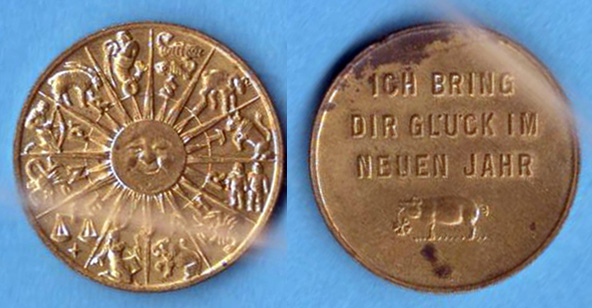 ICH BRING
DIR GLÜCK IM
NEUEN JAHR